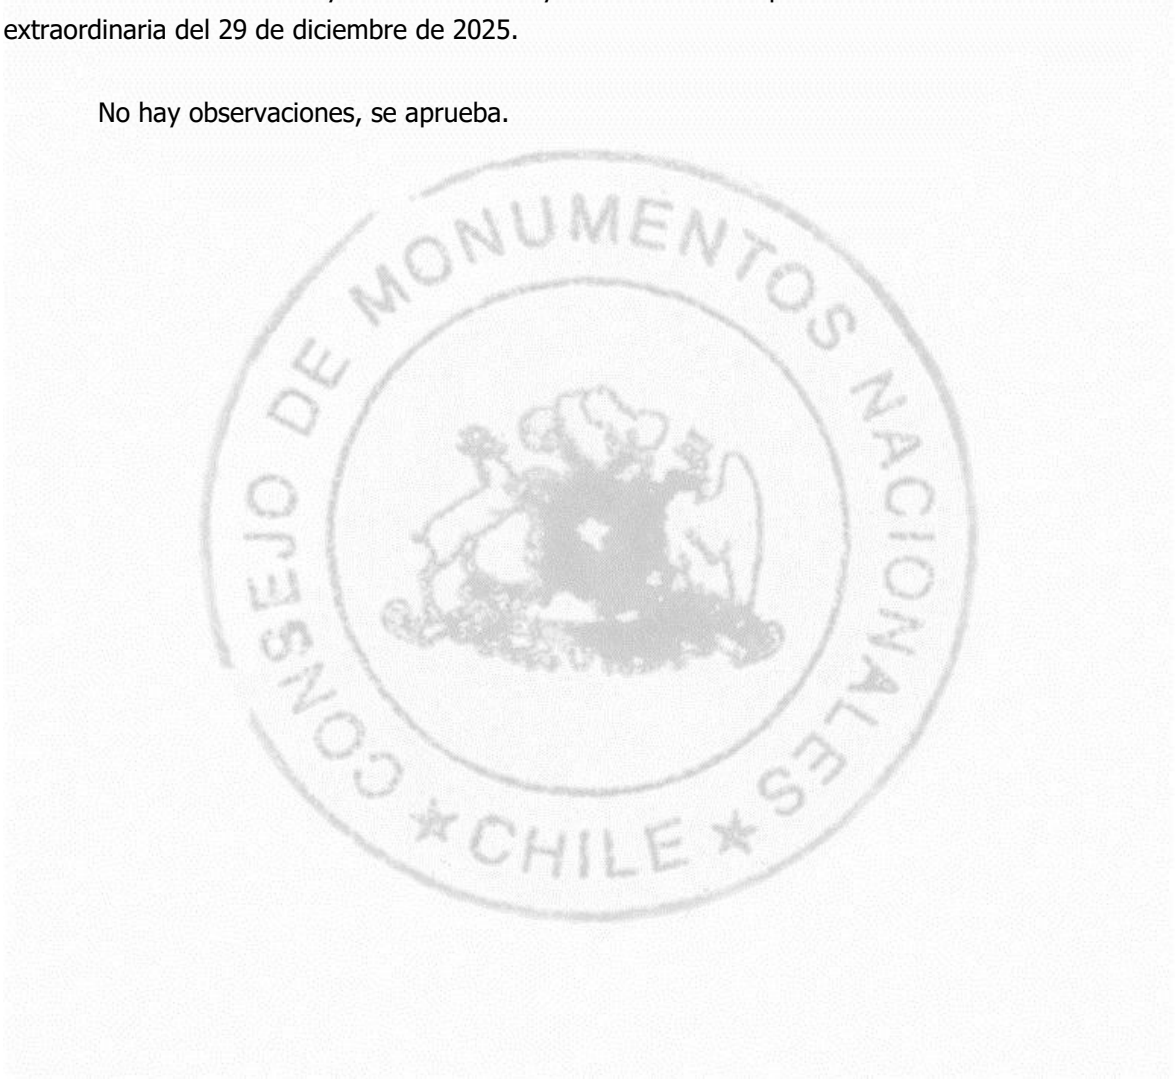 extraordinaria del 29 de diciembre de 2025.
No hay observaciones, se aprueba.
CONSEJO DE MONUMENTOS NACIONALES
★ CHILE ★